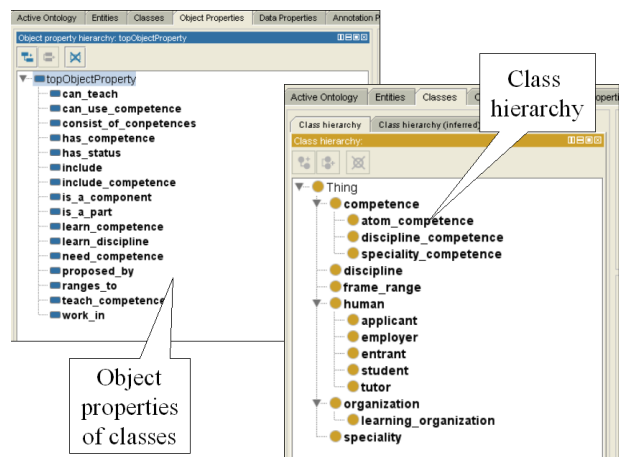 Active Ontology Entities Classes Object Properties Data Properties Annotation P
Object property hierarchy: topObjectProperty
topObjectProperty
can_teach
can_use_competence
consist_of_conpetences
has_competence
has_status
include
include_competence
is_a_component
is_a_part
learn_competence
learn_discipline
need_competence
proposed_by
ranges_to
teach_competence
work_in
Object
properties
of classes
Class
hierarchy
Active Ontology Entities Classes
Class hierarchy Class hierarchy (inferred)
Class hierarchy:
Thing
competence
atom_competence
discipline_competence
speciality_competence
discipline
frame_range
human
applicant
employer
entrant
student
tutor
organization
learning_organization
speciality